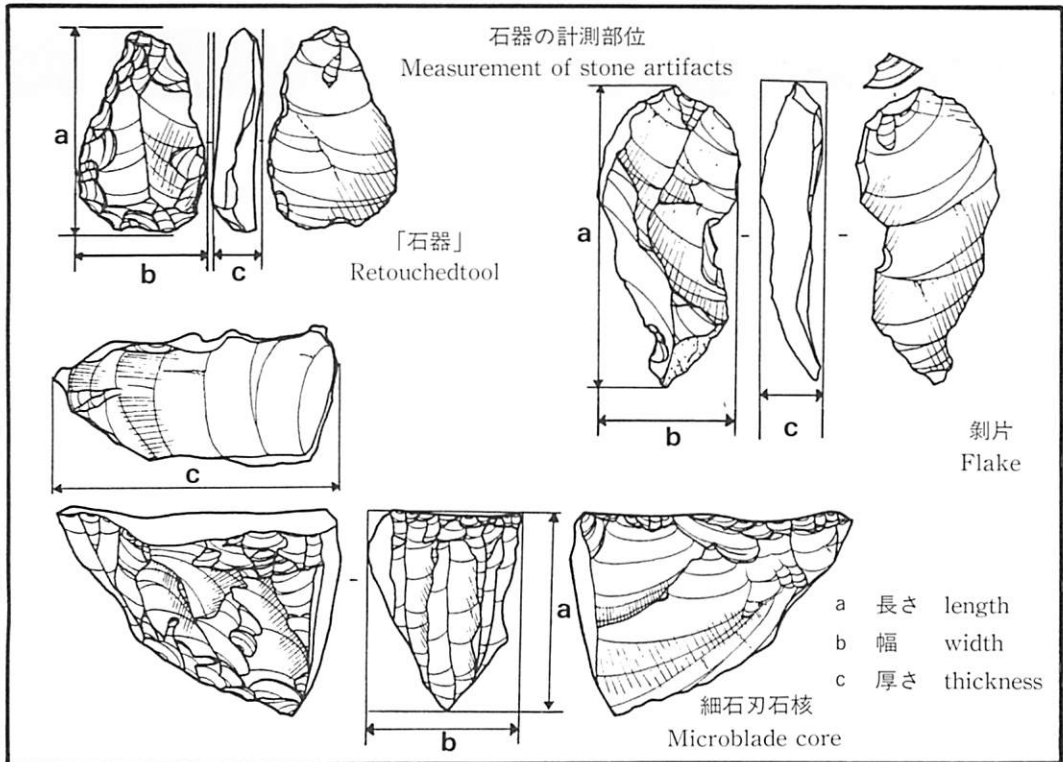 石器の計測部位
Measurement of stone artifacts
a
b
c
「石器」
Retouchedtool
a
b
c
剝片
Flake
c
a
b
細石刃石核
Microblade core
a 長さ length
b 幅 width
c 厚さ thickness